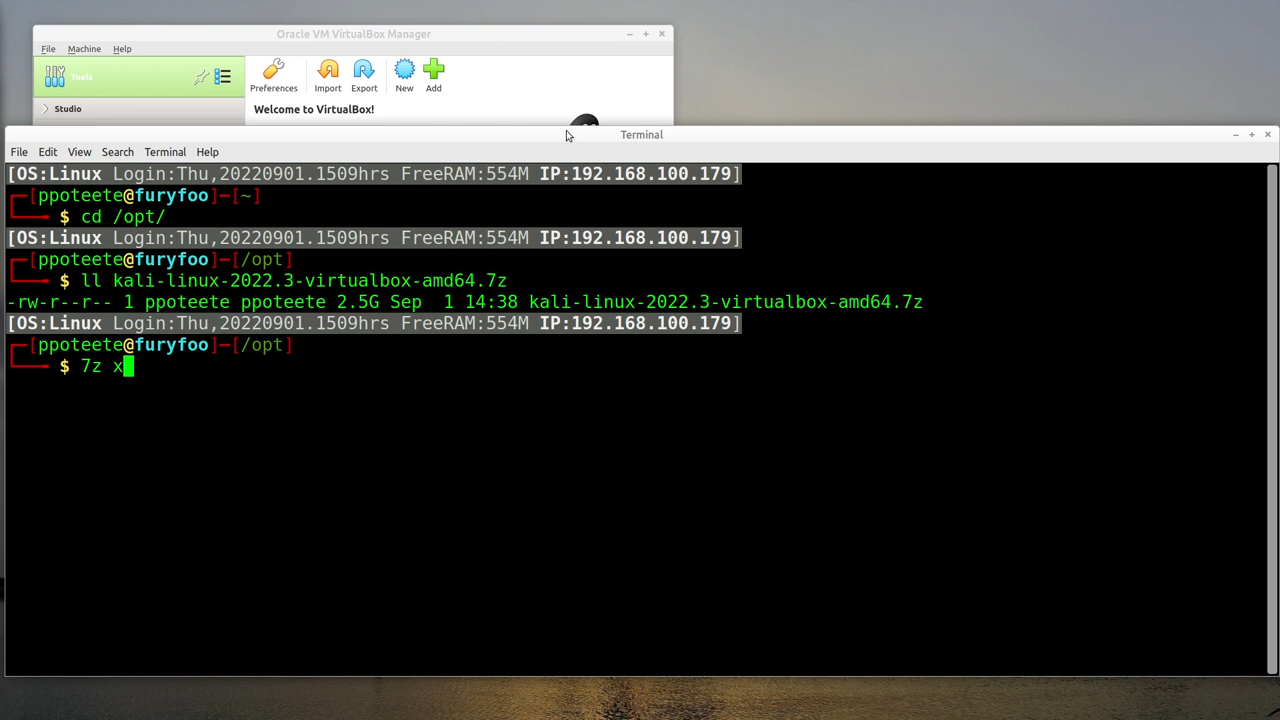 Oracle VM VirtualBox Manager
File Machine Help
Tools
Preferences Import Export New Add
Studio
Welcome to VirtualBox!
Terminal
File Edit View Search Terminal Help
[OS:Linux Login:Thu,20220901.1509hrs FreeRAM:554M IP:192.168.100.179]
[ppoteete@furyfoo]-[~]
$ cd /opt/
[OS:Linux Login:Thu,20220901.1509hrs FreeRAM:554M IP:192.168.100.179]
[ppoteete@furyfoo]-[/opt]
$ ll kali-linux-2022.3-virtualbox-amd64.7z
-rw-r--r-- 1 ppoteete ppoteete 2.5G Sep  1 14:38 kali-linux-2022.3-virtualbox-amd64.7z
[OS:Linux Login:Thu,20220901.1509hrs FreeRAM:554M IP:192.168.100.179]
[ppoteete@furyfoo]-[/opt]
$ 7z x